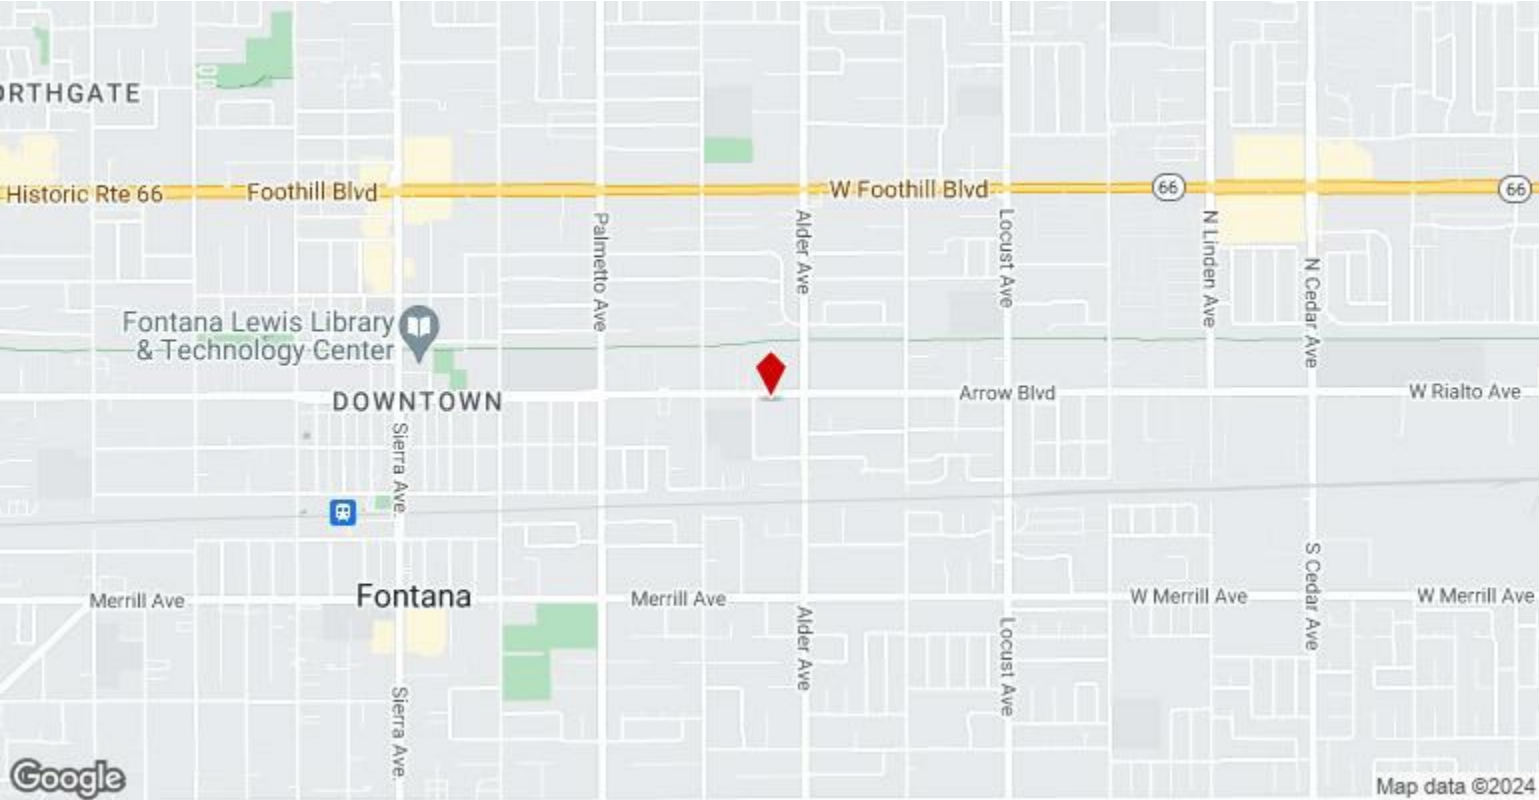 ORTHGATE
Historic Rte 66
Foothill Blvd
W Foothill Blvd
66
66
Palmetto Ave
Alder Ave
Locust Ave
N Linden Ave
N Cedar Ave
Fontana Lewis Library
& Technology Center
DOWNTOWN
Arrow Blvd
W Rialto Ave
Sierra Ave.
Merrill Ave
Fontana
Merrill Ave
W Merrill Ave
W Merrill Ave
S Cedar Ave
Alder Ave
Locust Ave
Sierra Ave.
Google
Map data ©2024